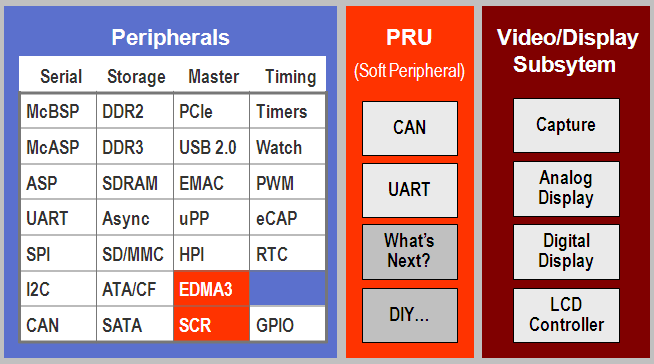 Peripherals
Serial Storage Master Timing
McBSP DDR2 PCIe Timers
McASP DDR3 USB 2.0 Watch
ASP SDRAM EMAC PWM
UART Async uPP eCAP
SPI SD/MMC HPI RTC
I2C ATA/CF EDMA3
CAN SATA SCR GPIO
PRU
(Soft Peripheral)
CAN
UART
What's
Next?
DIY...
Video/Display
Subsytem
Capture
Analog
Display
Digital
Display
LCD
Controller